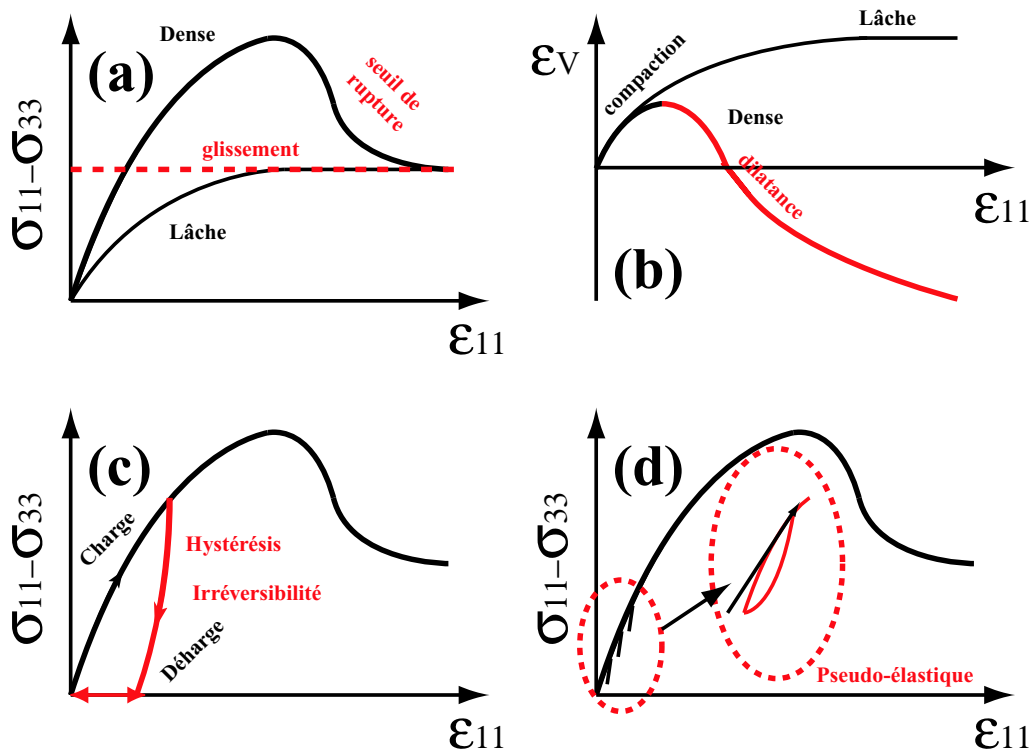 (a)
Dense
seuil de
rupture
glissement
Lâche
σ11–σ33
ε11
(b)
εV
compaction
Lâche
Dense
dilatance
ε11
(c)
σ11–σ33
Charge
Hystérésis
Irréversibilité
Déharge
ε11
(d)
σ11–σ33
Pseudo-élastique
ε11